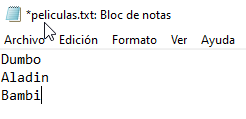 *peliculas.txt: Bloc de notas
Archivo Edición Formato Ver Ayuda
Dumbo
Aladin
Bambi